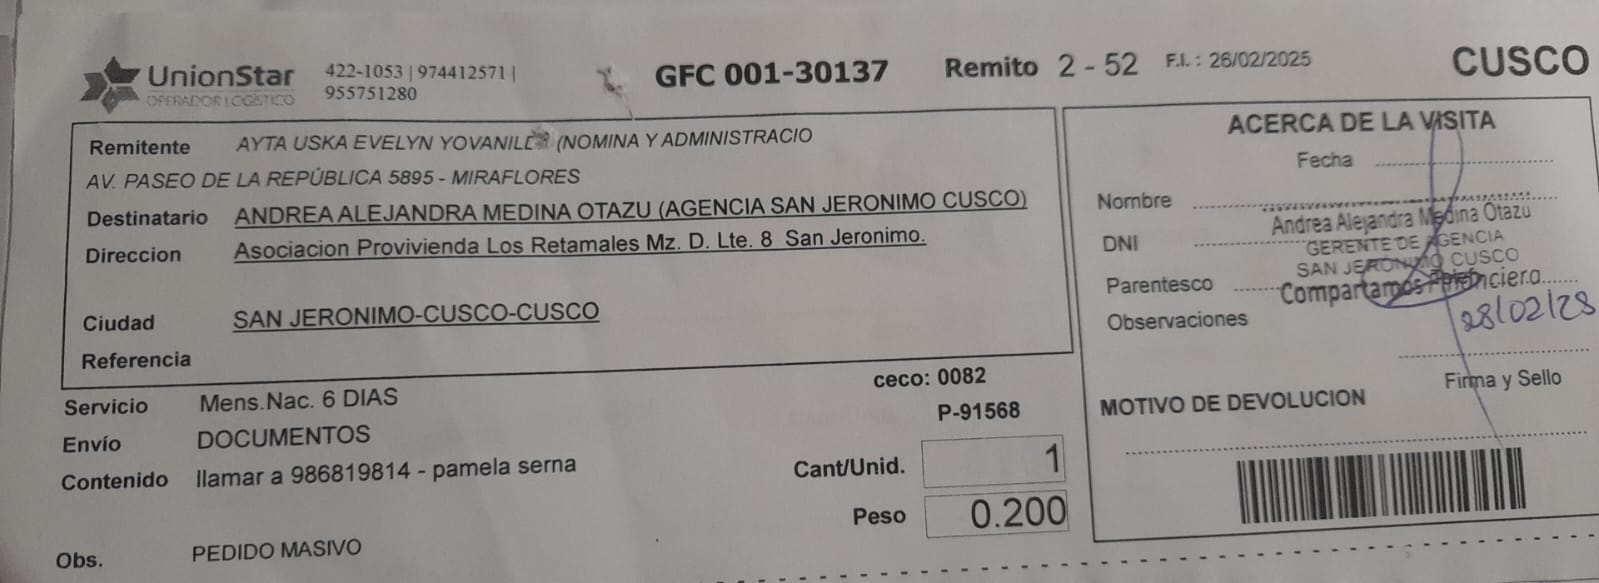 UnionStar
OPERADOR LOGÍSTICO
422-1053 | 974412571 |
955751280
GFC 001-30137
Remito 2 - 52
F.I. : 26/02/2025
CUSCO
Remitente AYTA USKA EVELYN YOVANILD (NOMINA Y ADMINISTRACIO
AV. PASEO DE LA REPÚBLICA 5895 - MIRAFLORES
Destinatario ANDREA ALEJANDRA MEDINA OTAZU (AGENCIA SAN JERONIMO CUSCO)
Direccion Asociacion Provivienda Los Retamales Mz. D. Lte. 8 San Jeronimo.
Ciudad SAN JERONIMO-CUSCO-CUSCO
Referencia
Servicio Mens.Nac. 6 DIAS
ceco: 0082
Envío DOCUMENTOS
P-91568
Contenido llamar a 986819814 - pamela serna
Cant/Unid. 1
Peso 0.200
Obs. PEDIDO MASIVO
ACERCA DE LA VISITA
Fecha
Nombre
Andrea Alejandra Medina Otazu
DNI
GERENTE DE AGENCIA
SAN JERONIMO CUSCO
Parentesco
Compartamos Financiera
Observaciones
28/02/25
Firma y Sello
MOTIVO DE DEVOLUCION